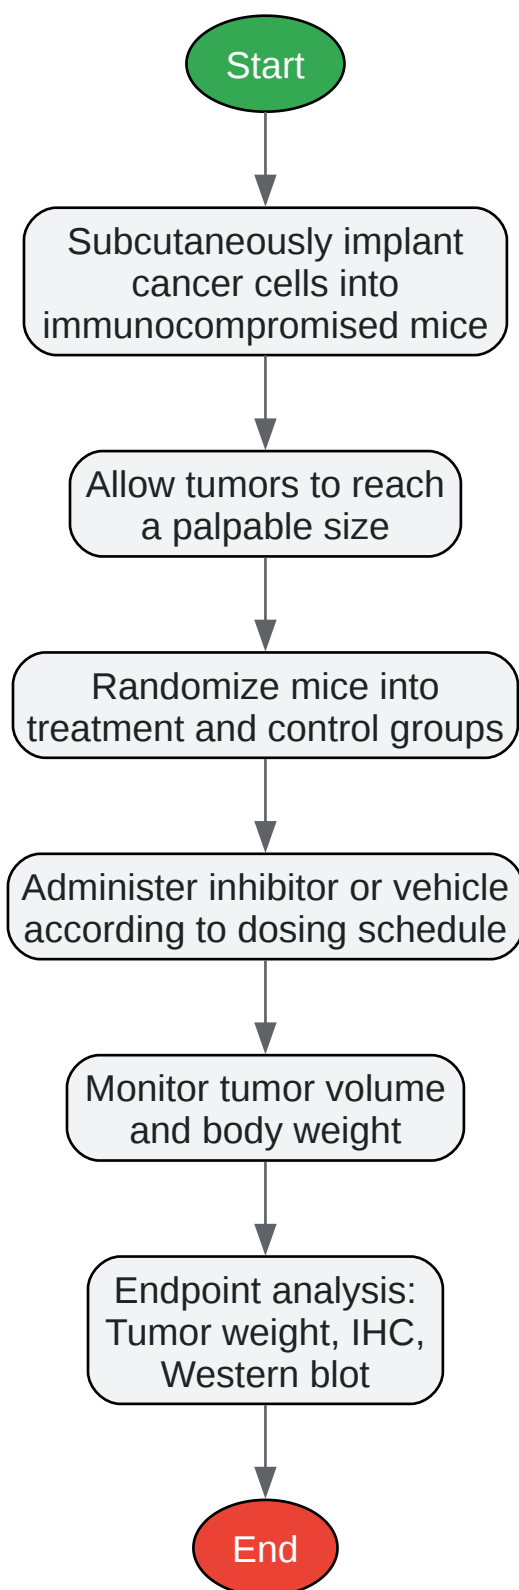 Start
Subcutaneously implant
cancer cells into
immunocompromised mice
Allow tumors to reach
a palpable size
Randomize mice into
treatment and control groups
Administer inhibitor or vehicle
according to dosing schedule
Monitor tumor volume
and body weight
Endpoint analysis:
Tumor weight, IHC,
Western blot
End